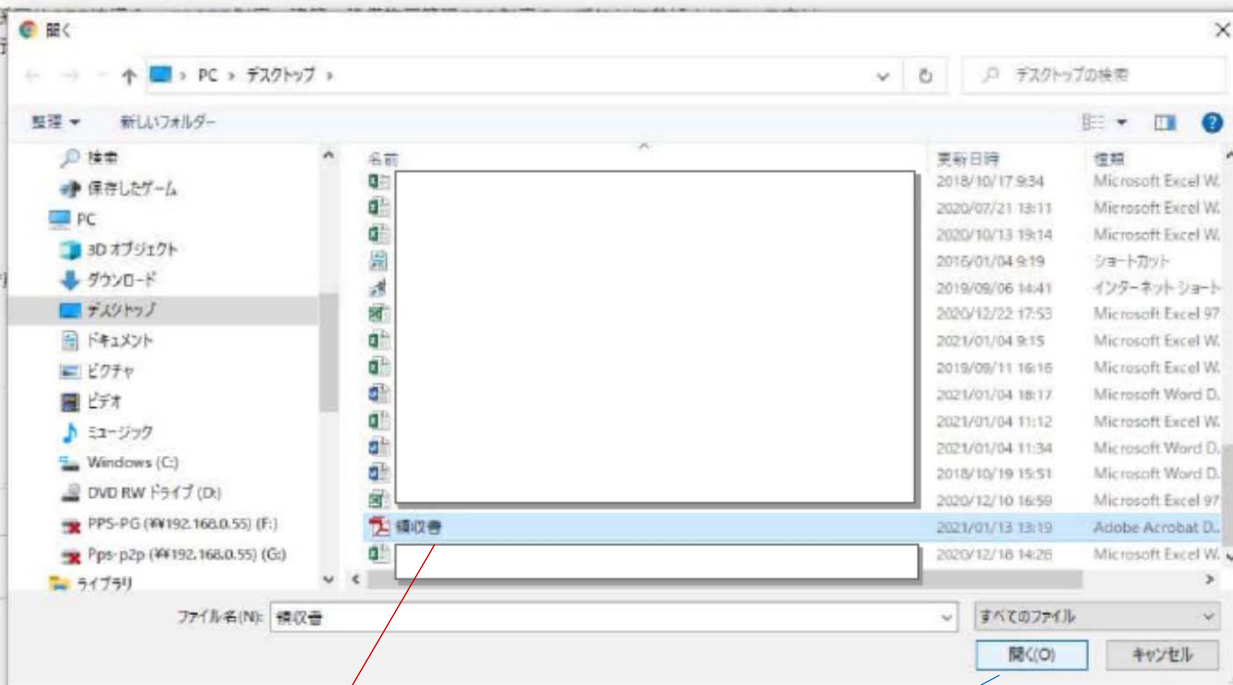 開く
PC › デスクトップ ›
デスクトップの検索
整理 新しいフォルダー
名前 更新日時 種類
検索
保存したゲーム
PC
3D オブジェクト
ダウンロード
デスクトップ
ドキュメント
ピクチャ
ビデオ
ミュージック
Windows (C:)
DVD RW ドライブ (D:)
PPS-PG (¥¥192.168.0.55) (F:)
Pps-p2p (¥¥192.168.0.55) (G:)
ライブラリ
2018/10/17 9:34 Microsoft Excel W.
2020/07/21 13:11 Microsoft Excel W.
2020/10/13 19:14 Microsoft Excel W.
2016/01/04 9:19 ショートカット
2019/09/06 14:41 インターネット ショート
2020/12/22 17:53 Microsoft Excel 97
2021/01/04 9:15 Microsoft Excel W.
2019/09/11 16:16 Microsoft Excel W.
2021/01/04 18:17 Microsoft Word D.
2021/01/04 11:12 Microsoft Excel W.
2021/01/04 11:34 Microsoft Word D.
2018/10/19 15:51 Microsoft Word D.
2020/12/10 16:59 Microsoft Excel 97
領収書 2021/01/13 13:19 Adobe Acrobat D..
2020/12/18 14:28 Microsoft Excel W.
ファイル名(N): 領収書
すべてのファイル
開く(O) キャンセル